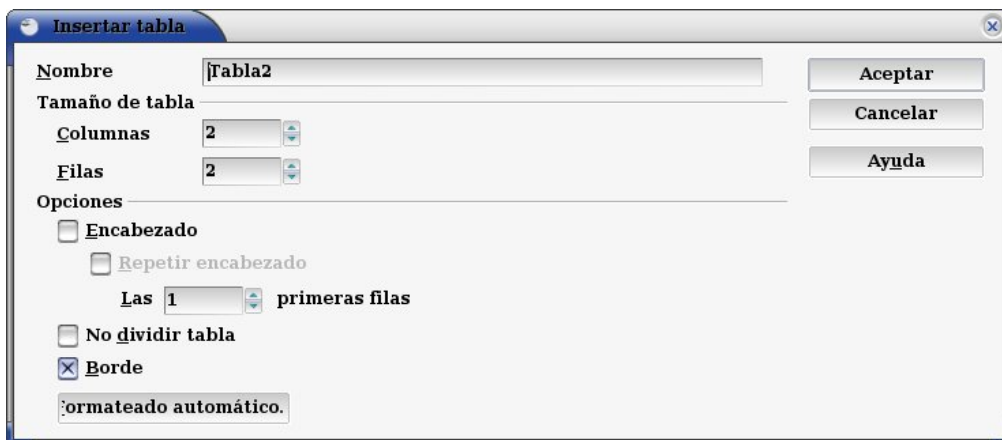 Insertar tabla
Nombre Tabla2
Aceptar
Tamaño de tabla
Cancelar
Columnas 2
Filas 2
Ayuda
Opciones
Encabezado
Repetir encabezado
Las 1 primeras filas
No dividir tabla
Borde
ormateado automático.